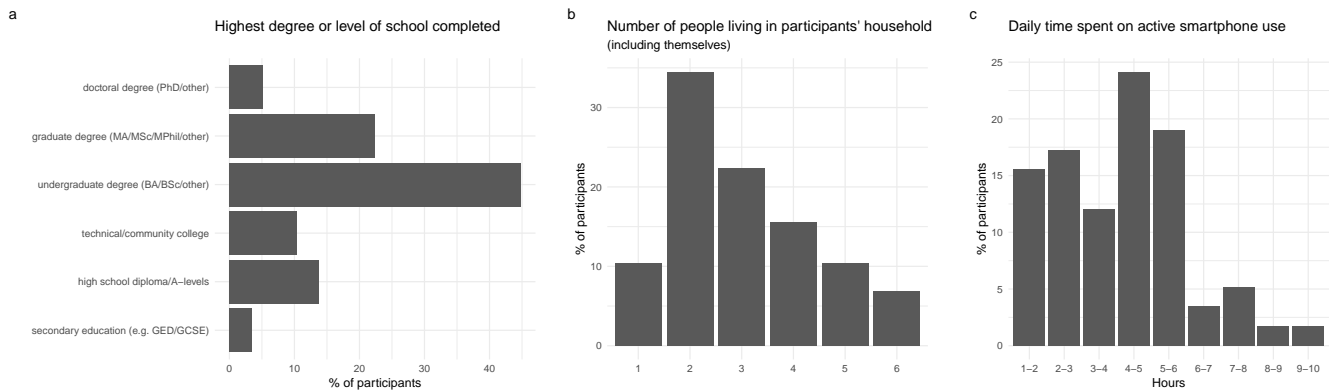 a
Highest degree or level of school completed
doctoral degree (PhD/other)
graduate degree (MA/MSc/MPhil/other)
undergraduate degree (BA/BSc/other)
technical/community college
high school diploma/A−levels
secondary education (e.g. GED/GCSE)
0 10 20 30 40
% of participants
b
Number of people living in participants' household
(including themselves)
% of participants
30
20
10
0
1 2 3 4 5 6
c
Daily time spent on active smartphone use
% of participants
25
20
15
10
5
0
1−2 2−3 3−4 4−5 5−6 6−7 7−8 8−9 9−10
Hours